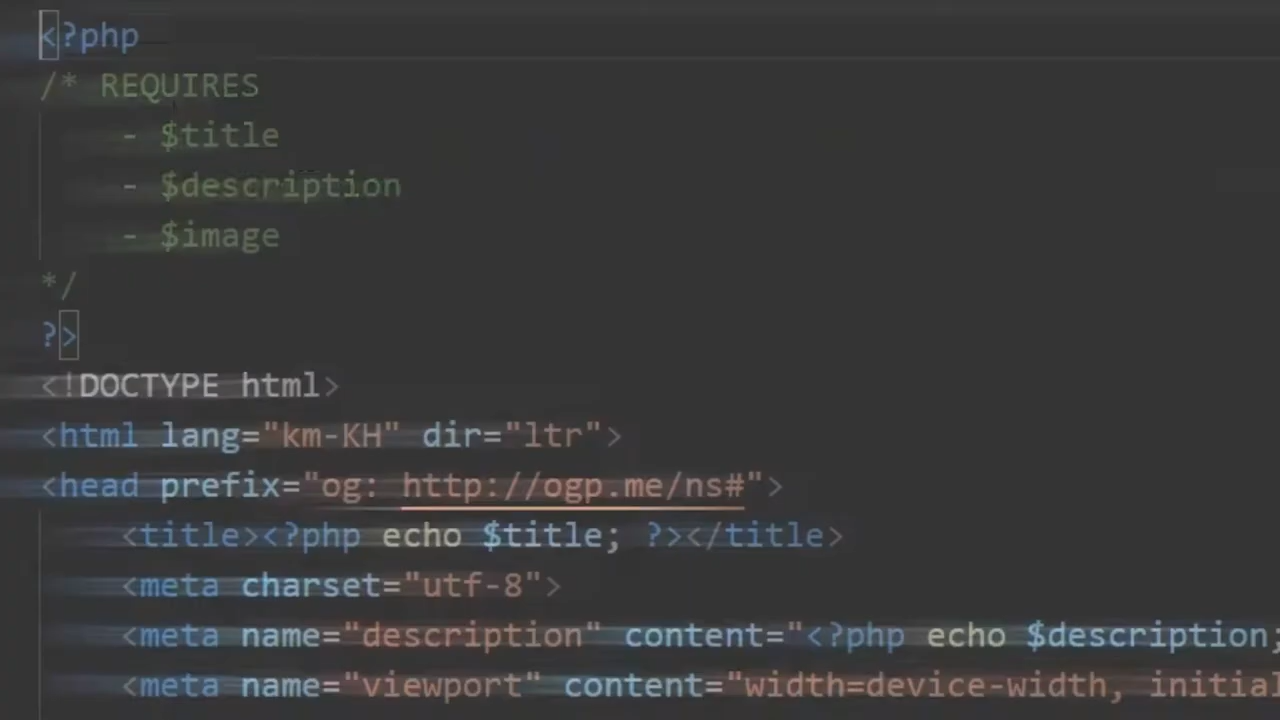 <?php
/* REQUIRES
- $title
- $description
- $image
*/
?>
<!DOCTYPE html>
<html lang="km-KH" dir="ltr">
<head prefix="og: http://ogp.me/ns#">
<title><?php echo $title; ?></title>
<meta charset="utf-8">
<meta name="description" content="<?php echo $description;
<meta name="viewport" content="width=device-width, initial